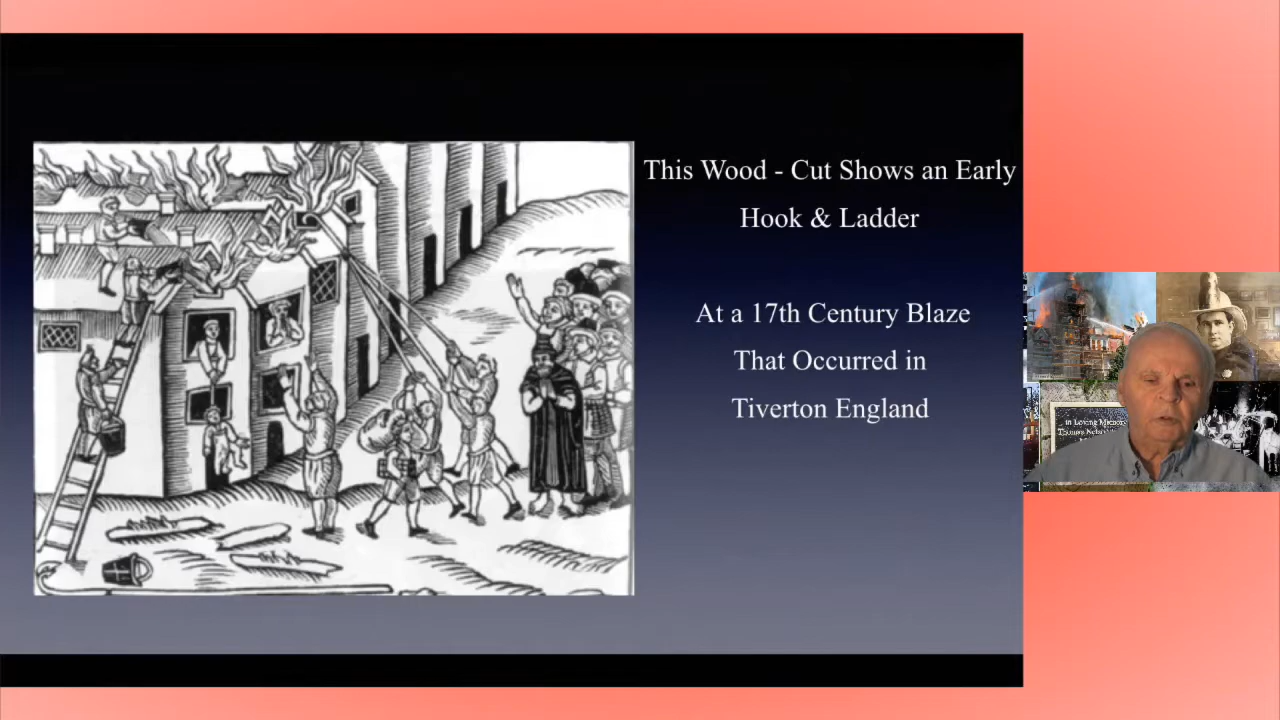 This Wood - Cut Shows an Early
Hook & Ladder
At a 17th Century Blaze
That Occurred in
Tiverton England
in Loving Memory